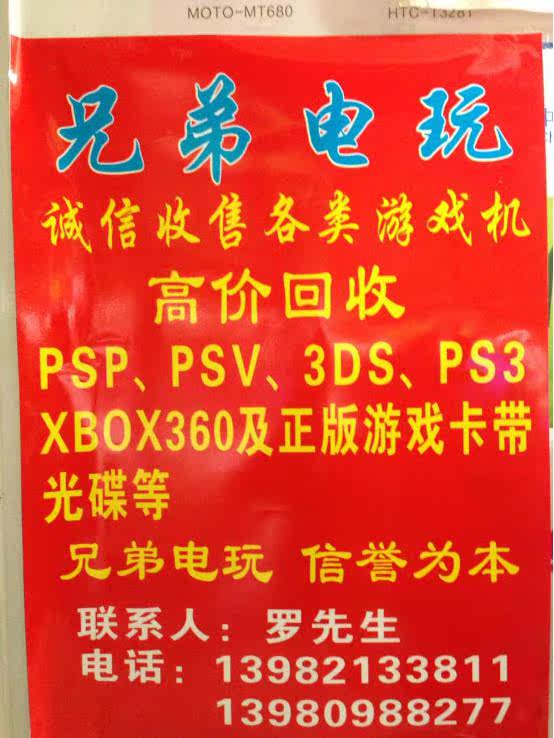 MOTO-MT680
HTC-T3281
兄弟电玩
诚信收售各类游戏机
高价回收
PSP、PSV、3DS、PS3
XBOX360及正版游戏卡带
光碟等
兄弟电玩 信誉为本
联系人：罗先生
电话：13982133811
13980988277